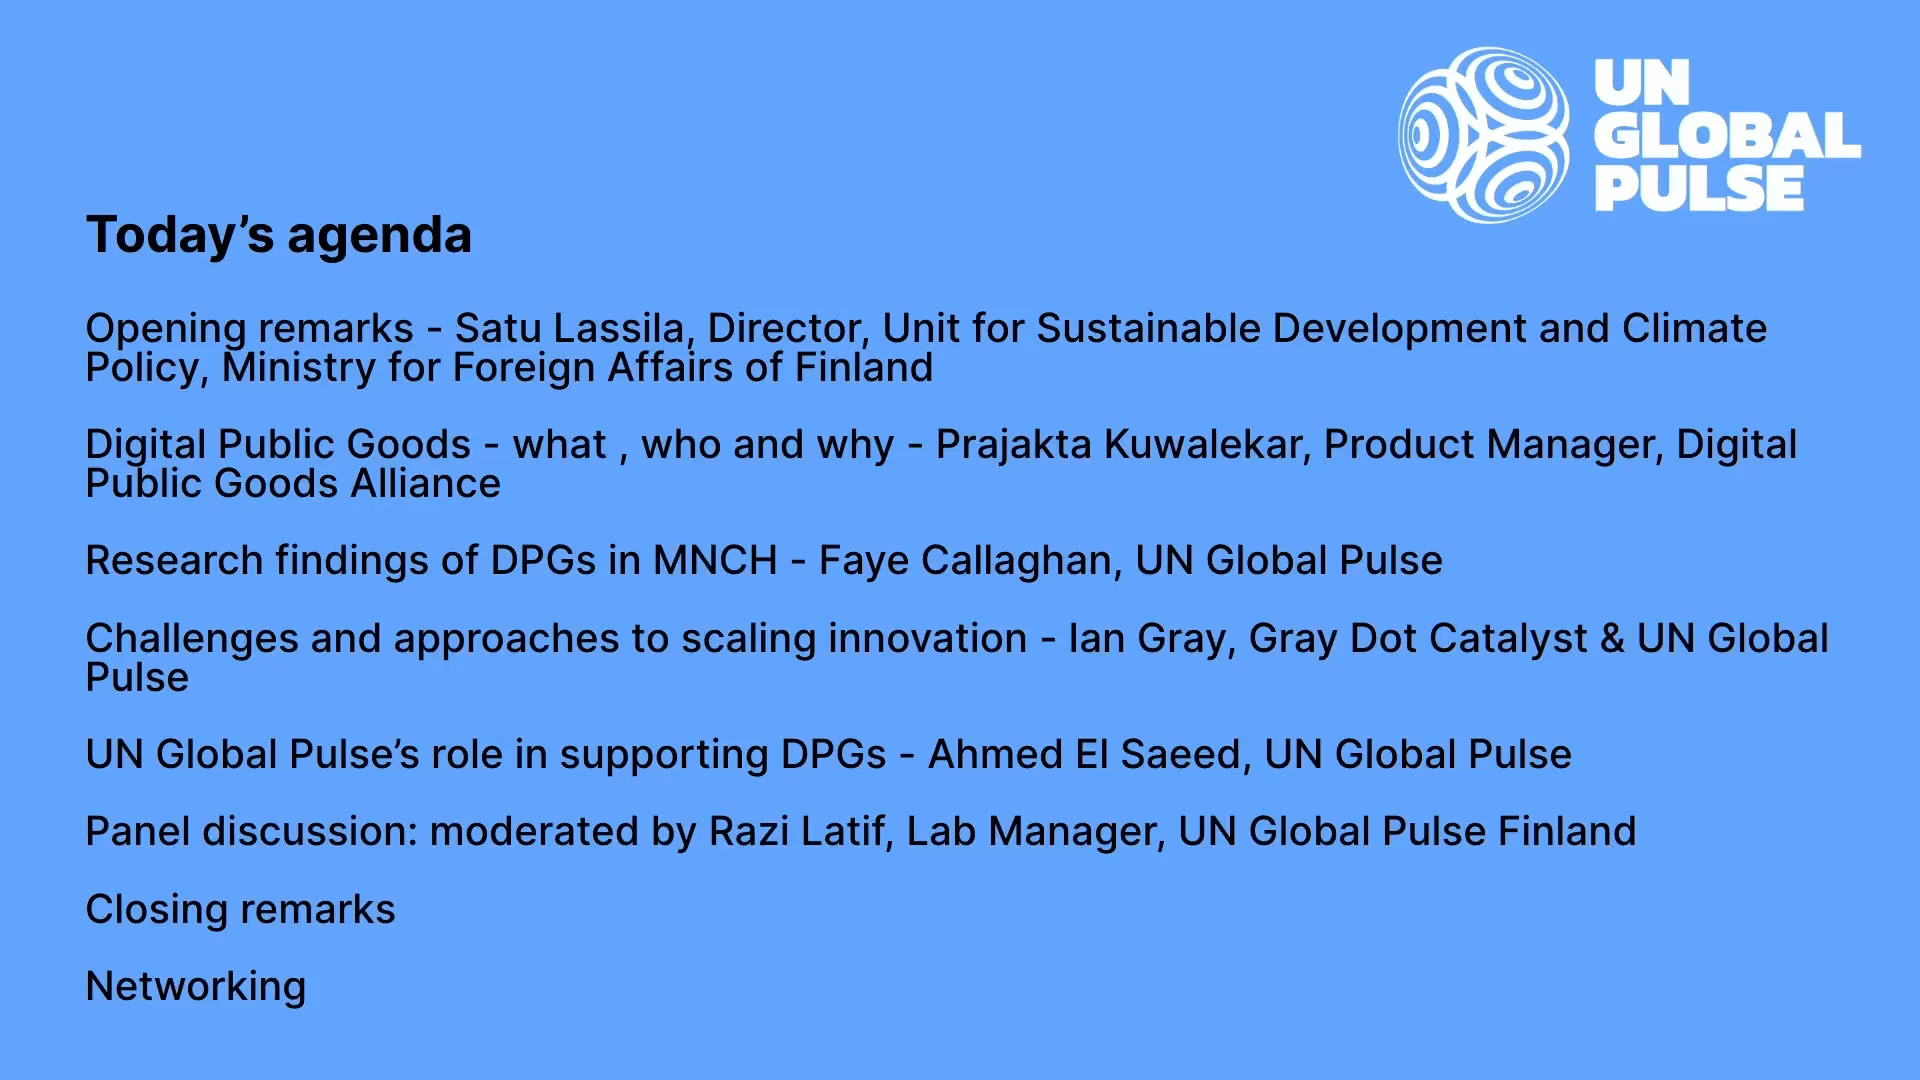 UN
GLOBAL
PULSE
Today’s agenda
Opening remarks - Satu Lassila, Director, Unit for Sustainable Development and Climate
Policy, Ministry for Foreign Affairs of Finland
Digital Public Goods - what , who and why - Prajakta Kuwalekar, Product Manager, Digital
Public Goods Alliance
Research findings of DPGs in MNCH - Faye Callaghan, UN Global Pulse
Challenges and approaches to scaling innovation - Ian Gray, Gray Dot Catalyst & UN Global
Pulse
UN Global Pulse’s role in supporting DPGs - Ahmed El Saeed, UN Global Pulse
Panel discussion: moderated by Razi Latif, Lab Manager, UN Global Pulse Finland
Closing remarks
Networking